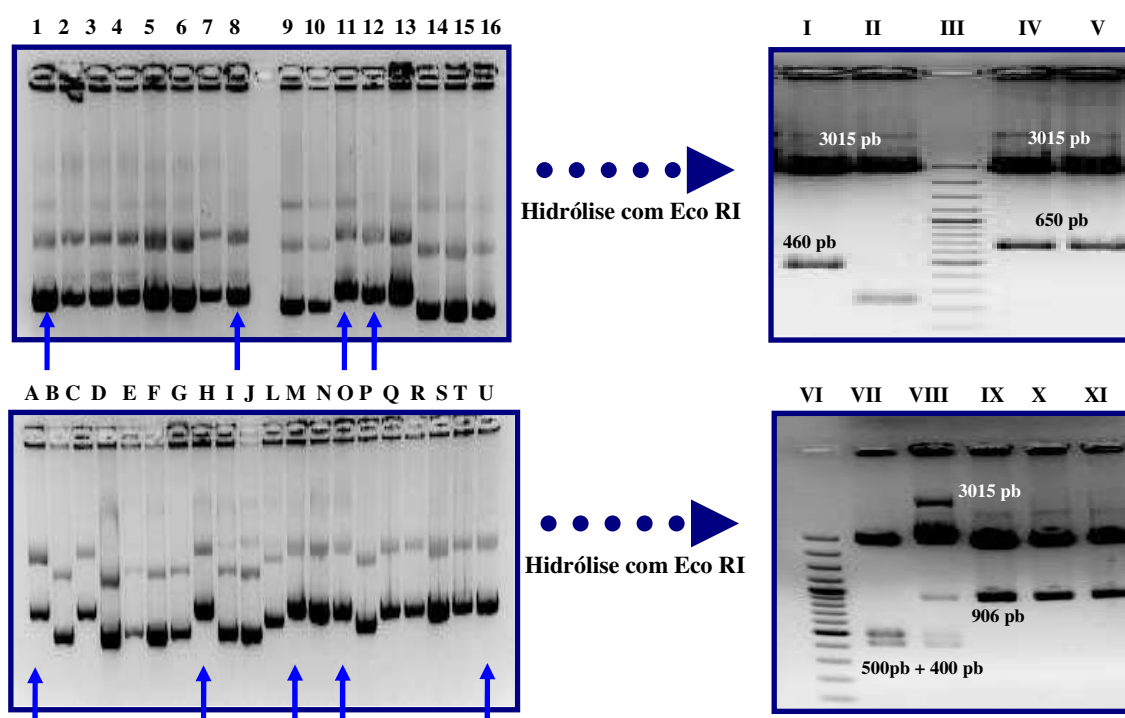 1 2 3 4 5 6 7 8 9 10 11 12 13 14 15 16
I II III IV V
3015 pb 3015 pb
650 pb
460 pb
Hidrólise com Eco RI
A B C D E F G H I J L M N O P Q R S T U
VI VII VIII IX X XI
3015 pb
906 pb
500pb + 400 pb
Hidrólise com Eco RI